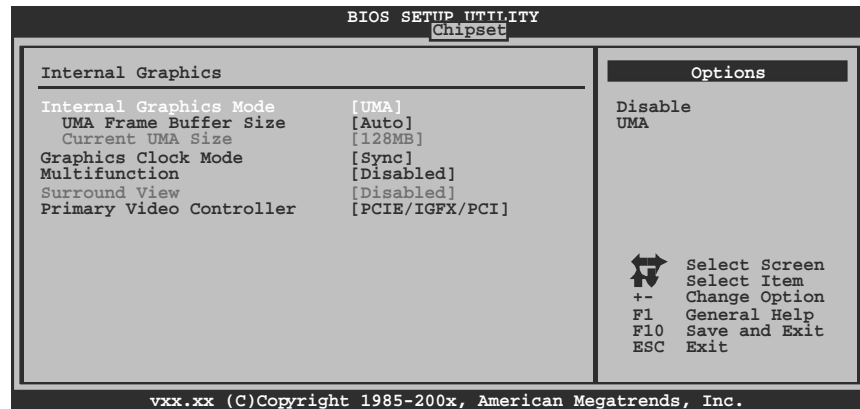 BIOS SETUP UTILITY
Chipset
Internal Graphics
Internal Graphics Mode [UMA]
UMA Frame Buffer Size [Auto]
Current UMA Size [128MB]
Graphics Clock Mode [Sync]
Multifunction [Disabled]
Surround View [Disabled]
Primary Video Controller [PCIE/IGFX/PCI]
Options
Disable
UMA
Select Screen
Select Item
+- Change Option
F1 General Help
F10 Save and Exit
ESC Exit
vxx.xx (C)Copyright 1985-200x, American Megatrends, Inc.